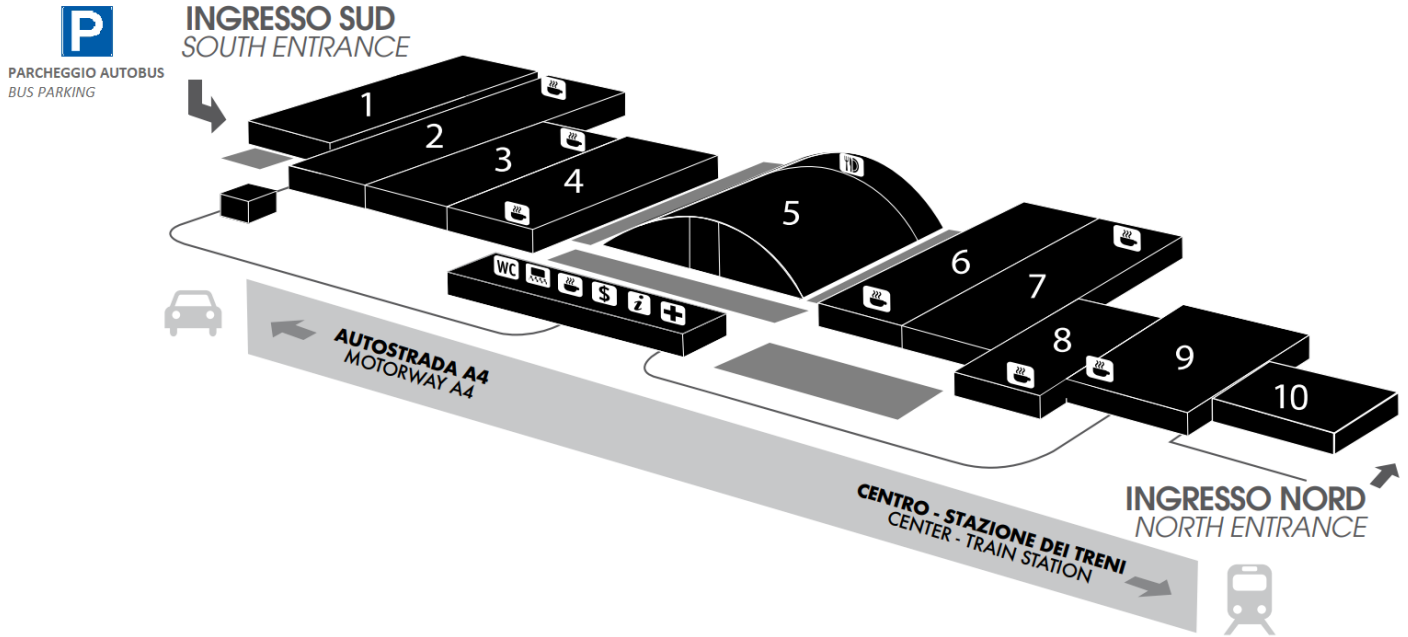 P
INGRESSO SUD
SOUTH ENTRANCE
PARCHEGGIO AUTOBUS
BUS PARKING
1
2
3
4
5
6
7
8
9
10
WC
$
i
AUTOSTRADA A4
MOTORWAY A4
CENTRO - STAZIONE DEI TRENI
CENTER - TRAIN STATION
INGRESSO NORD
NORTH ENTRANCE